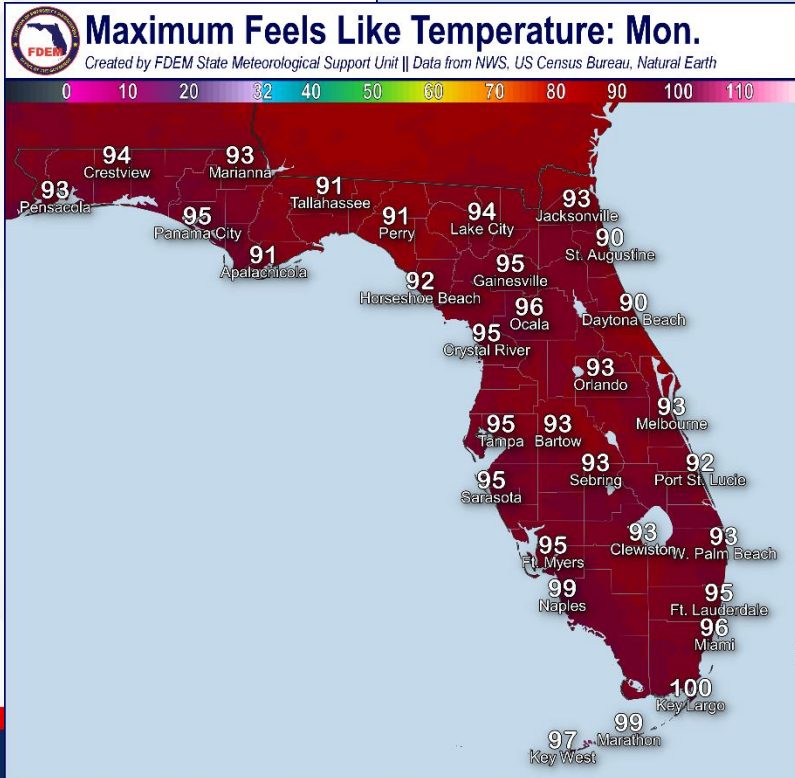 Maximum Feels Like Temperature: Mon.
Created by FDEM State Meteorological Support Unit || Data from NWS, US Census Bureau, Natural Earth
FDEM
0 10 20 32 40 50 60 70 80 90 100 110
94
Crestview
93
Marianna
93
Pensacola
95
Panama City
91
Tallahassee
91
Apalachicola
91
Perry
94
Lake City
93
Jacksonville
90
St. Augustine
92
Horseshoe Beach
95
Gainesville
96
Ocala
90
Daytona Beach
95
Crystal River
93
Orlando
93
Melbourne
95
Tampa
93
Bartow
95
Sarasota
93
Sebring
92
Port St. Lucie
95
Ft. Myers
93
Clewiston
93
W. Palm Beach
99
Naples
95
Ft. Lauderdale
96
Miami
100
Key Largo
99
Marathon
97
Key West